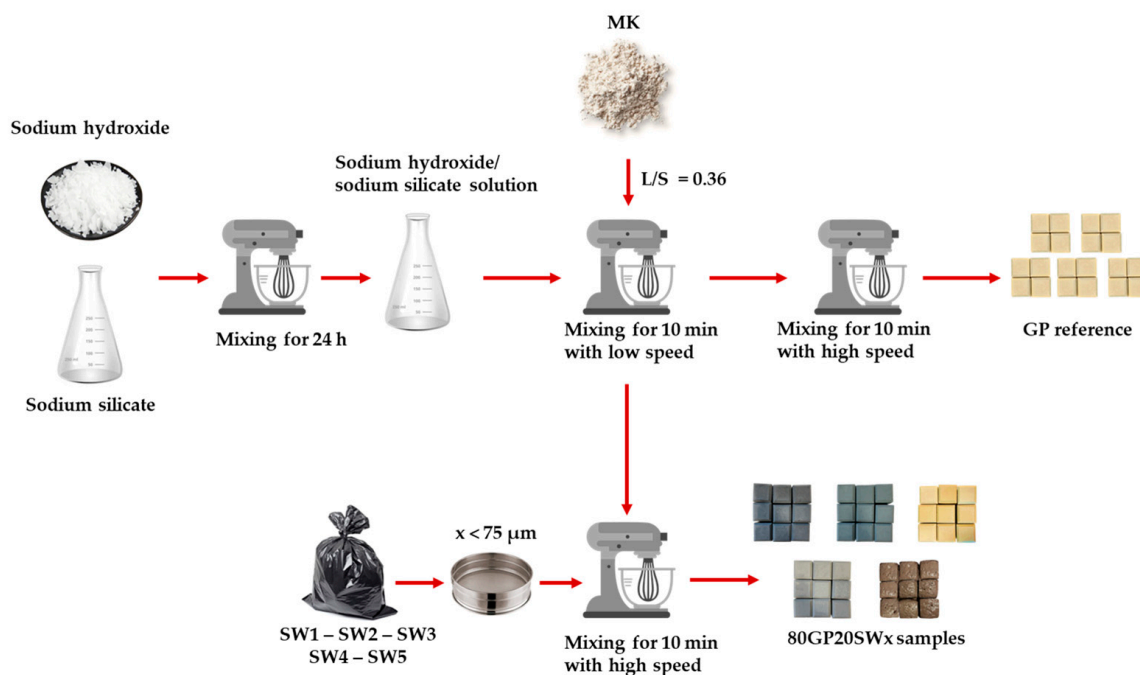 MK
Sodium hydroxide
Sodium hydroxide/
sodium silicate solution
L/S = 0.36
Mixing for 24 h
Mixing for 10 min
with low speed
Mixing for 10 min
with high speed
GP reference
Sodium silicate
x < 75 μm
SW1 – SW2 – SW3
SW4 – SW5
Mixing for 10 min
with high speed
80GP20SWx samples